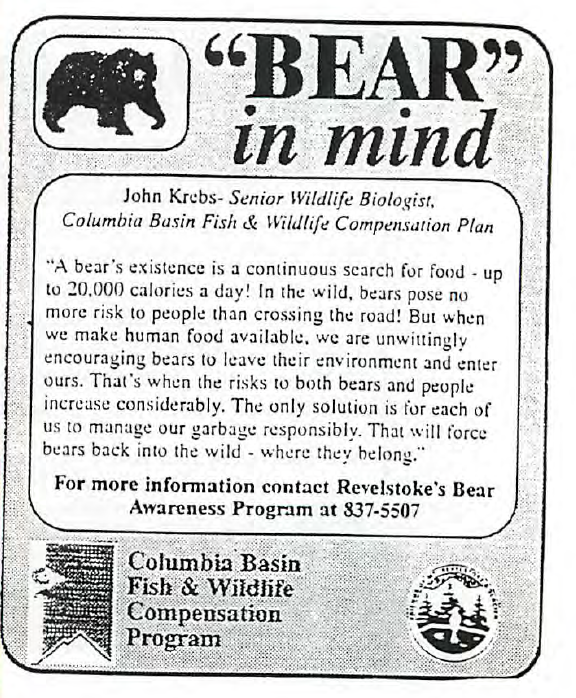 “BEAR”
in mind
John Krebs- Senior Wildlife Biologist,
Columbia Basin Fish & Wildlife Compensation Plan
“A bear's existence is a continuous search for food - up
to 20,000 calories a day! In the wild, bears pose no
more risk to people than crossing the road! But when
we make human food available, we are unwittingly
encouraging bears to leave their environment and enter
ours. That's when the risks to both bears and people
increase considerably. The only solution is for each of
us to manage our garbage responsibly. That will force
bears back into the wild - where they belong.”
For more information contact Revelstoke's Bear
Awareness Program at 837-5507
Columbia Basin
Fish & Wildlife
Compensation
Program